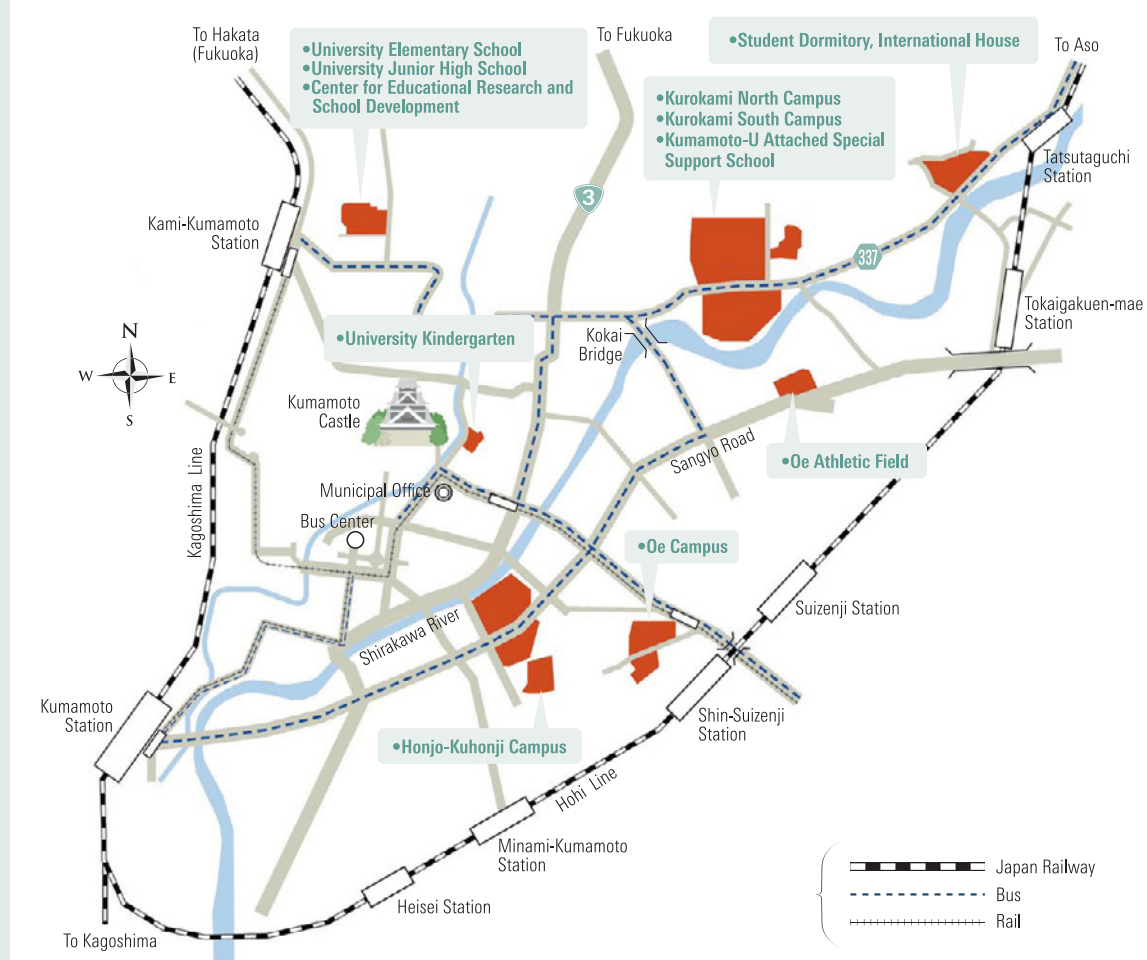 To Hakata
(Fukuoka)
•University Elementary School
•University Junior High School
•Center for Educational Research and
School Development
To Fukuoka
•Student Dormitory, International House
To Aso
•Kurokami North Campus
•Kurokami South Campus
•Kumamoto-U Attached Special
Support School
Tatsutaguchi
Station
3
Kami-Kumamoto
Station
337
Tokaigakuen-mae
Station
•University Kindergarten
Kokai
Bridge
N
W
E
S
Kumamoto
Castle
Sangyo Road
•Oe Athletic Field
Kagoshima Line
Municipal Office
Bus Center
•Oe Campus
Suizenji Station
Shirakawa River
Kumamoto
Station
Shin-Suizenji
Station
•Honjo-Kuhonji Campus
Hohi Line
Minami-Kumamoto
Station
Heisei Station
To Kagoshima
Japan Railway
Bus
Rail